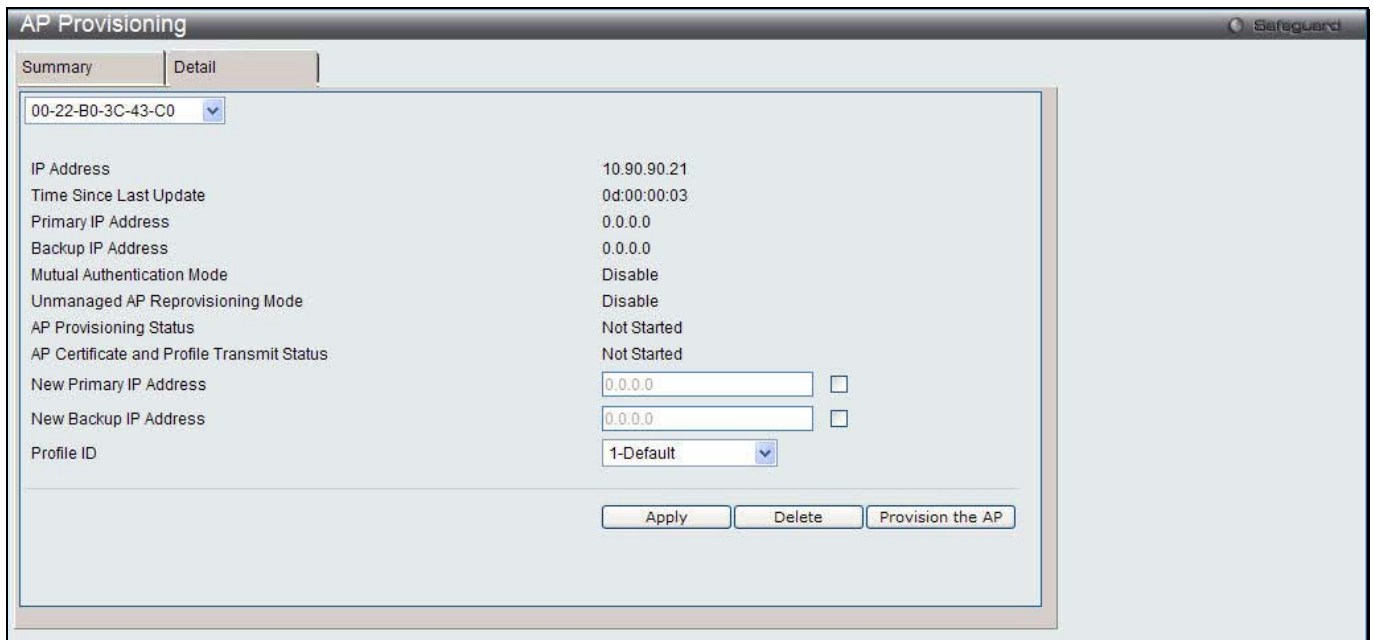 AP Provisioning
Safeguard
Summary Detail
00-22-B0-3C-43-C0
IP Address 10.90.90.21
Time Since Last Update 0d:00:00:03
Primary IP Address 0.0.0.0
Backup IP Address 0.0.0.0
Mutual Authentication Mode Disable
Unmanaged AP Reprovisioning Mode Disable
AP Provisioning Status Not Started
AP Certificate and Profile Transmit Status Not Started
New Primary IP Address 0.0.0.0
New Backup IP Address 0.0.0.0
Profile ID 1-Default
Apply Delete Provision the AP